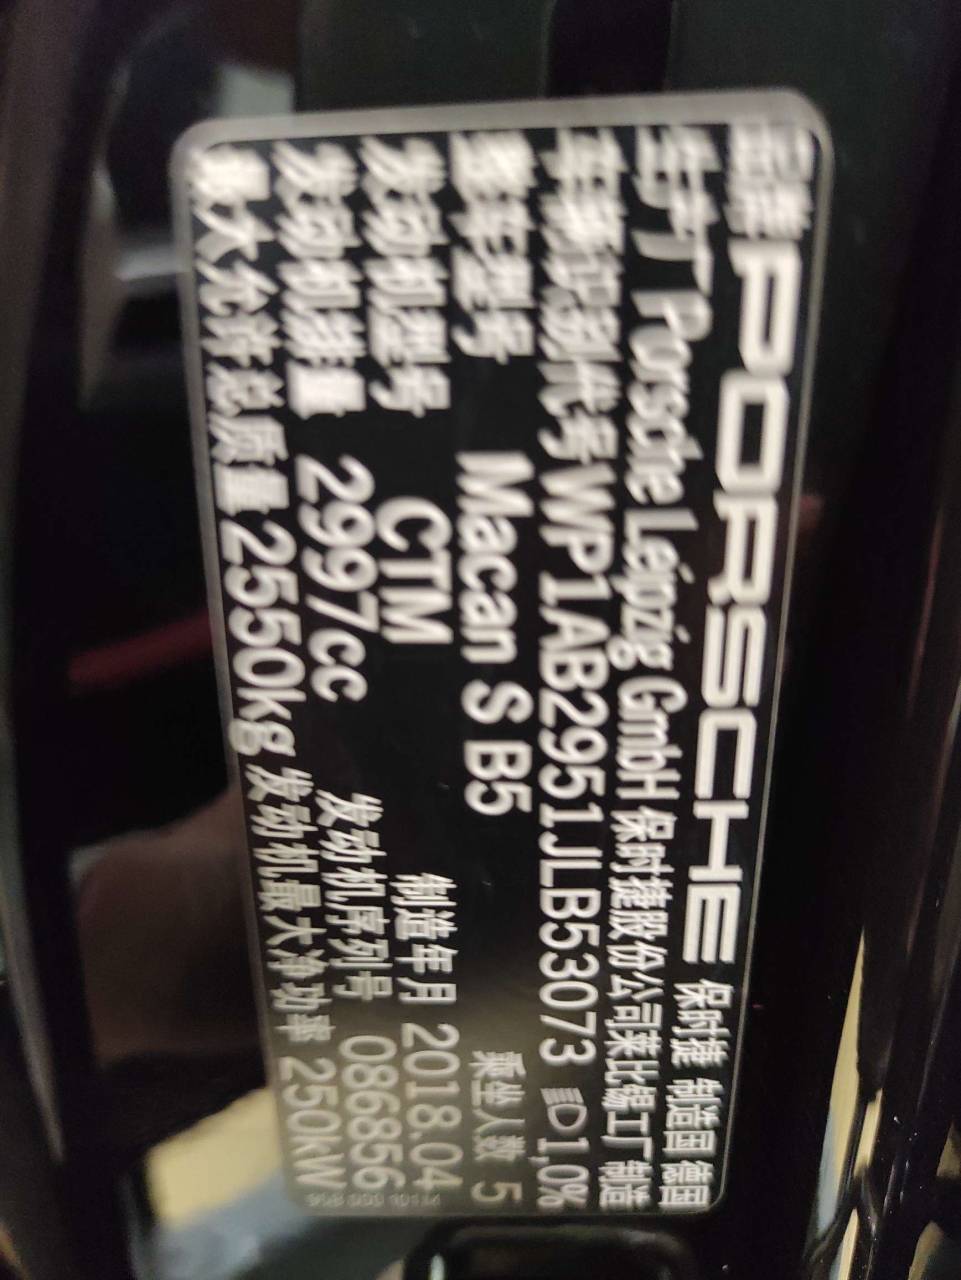 品牌 PORSCHE 保时捷 制造国 德国
生产厂 Porsche Leipzig GmbH 保时捷股份公司莱比锡工厂制造
车辆识别代号 WP1AB2951JLB53073 1,0%
整车型号 Macan S B5 乘坐人数 5
发动机型号 CTM 制造年月 2018.04
发动机排量 2997cc 发动机序列号 086856
最大允许总质量 2550kg 发动机最大净功率 250kW